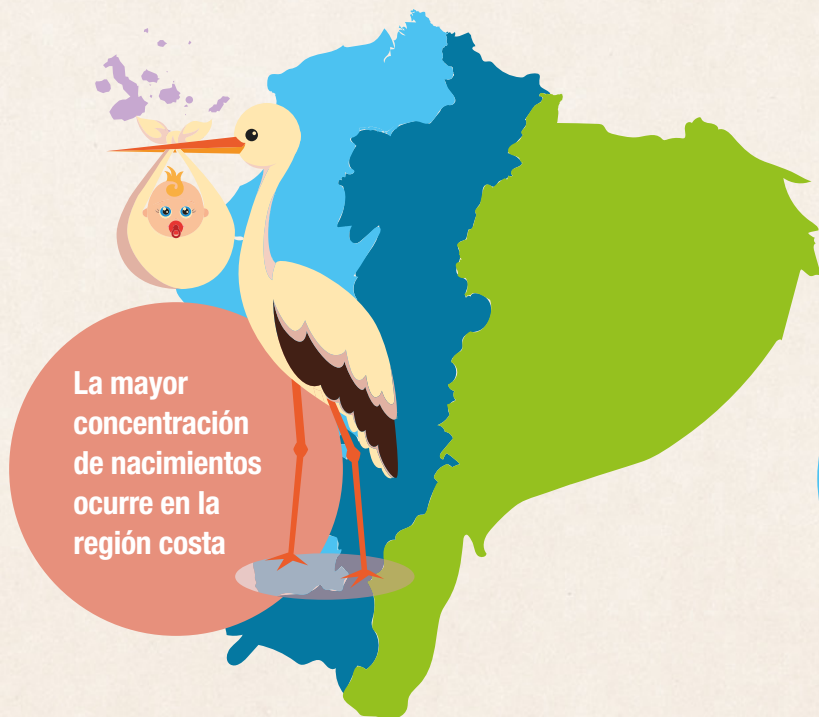 La mayor
concentración
de nacimientos
ocurre en la
región costa